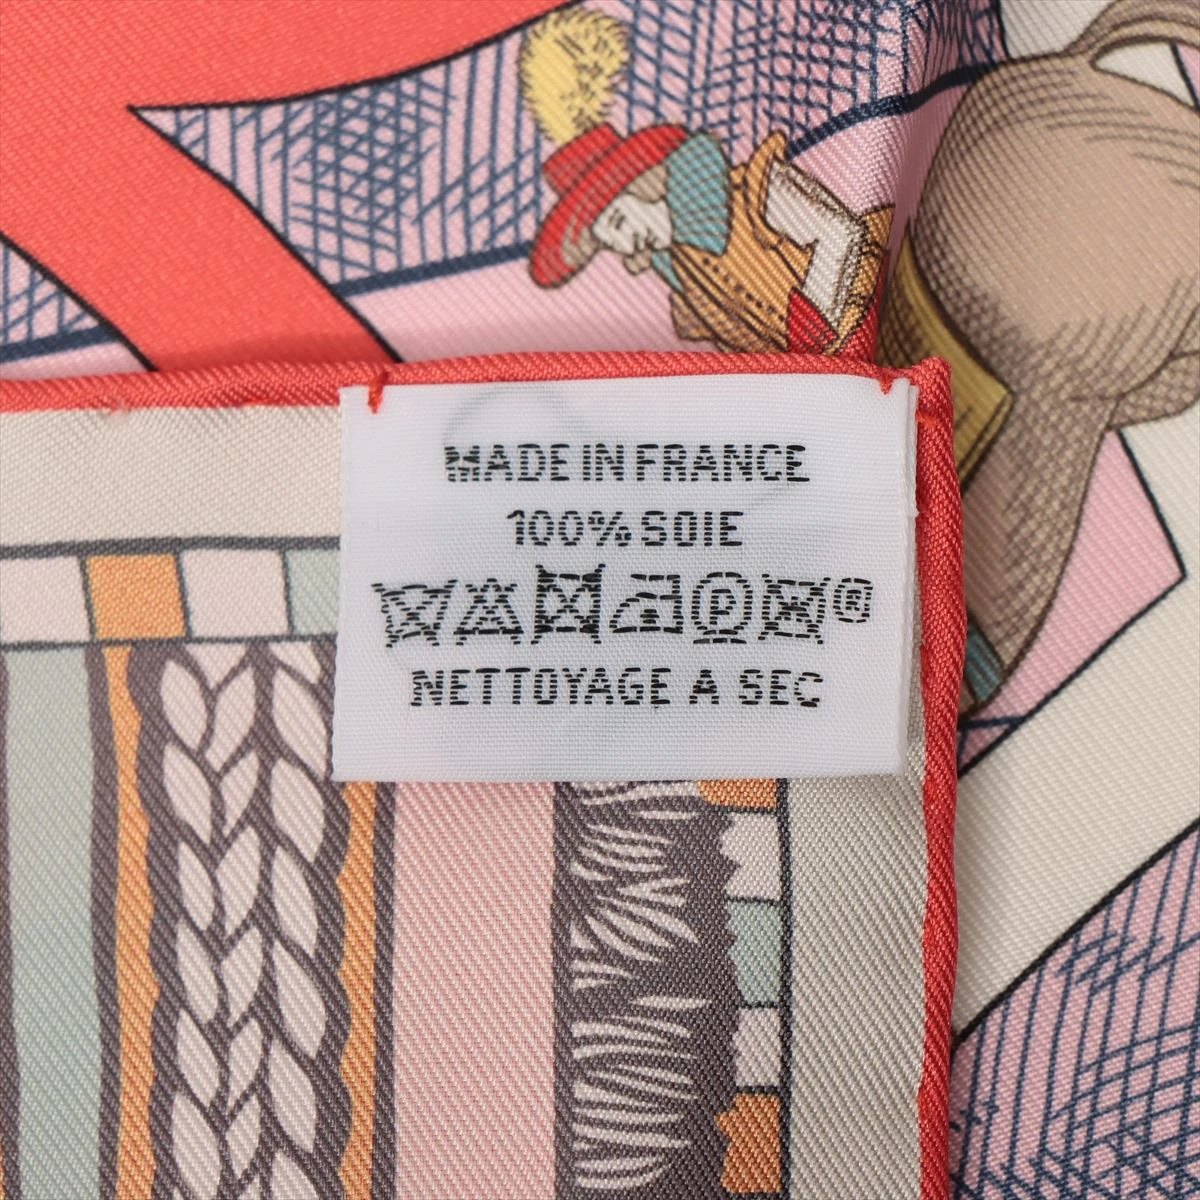 MADE IN FRANCE
100% SOIE
P ®
NETTOYAGE A SEC